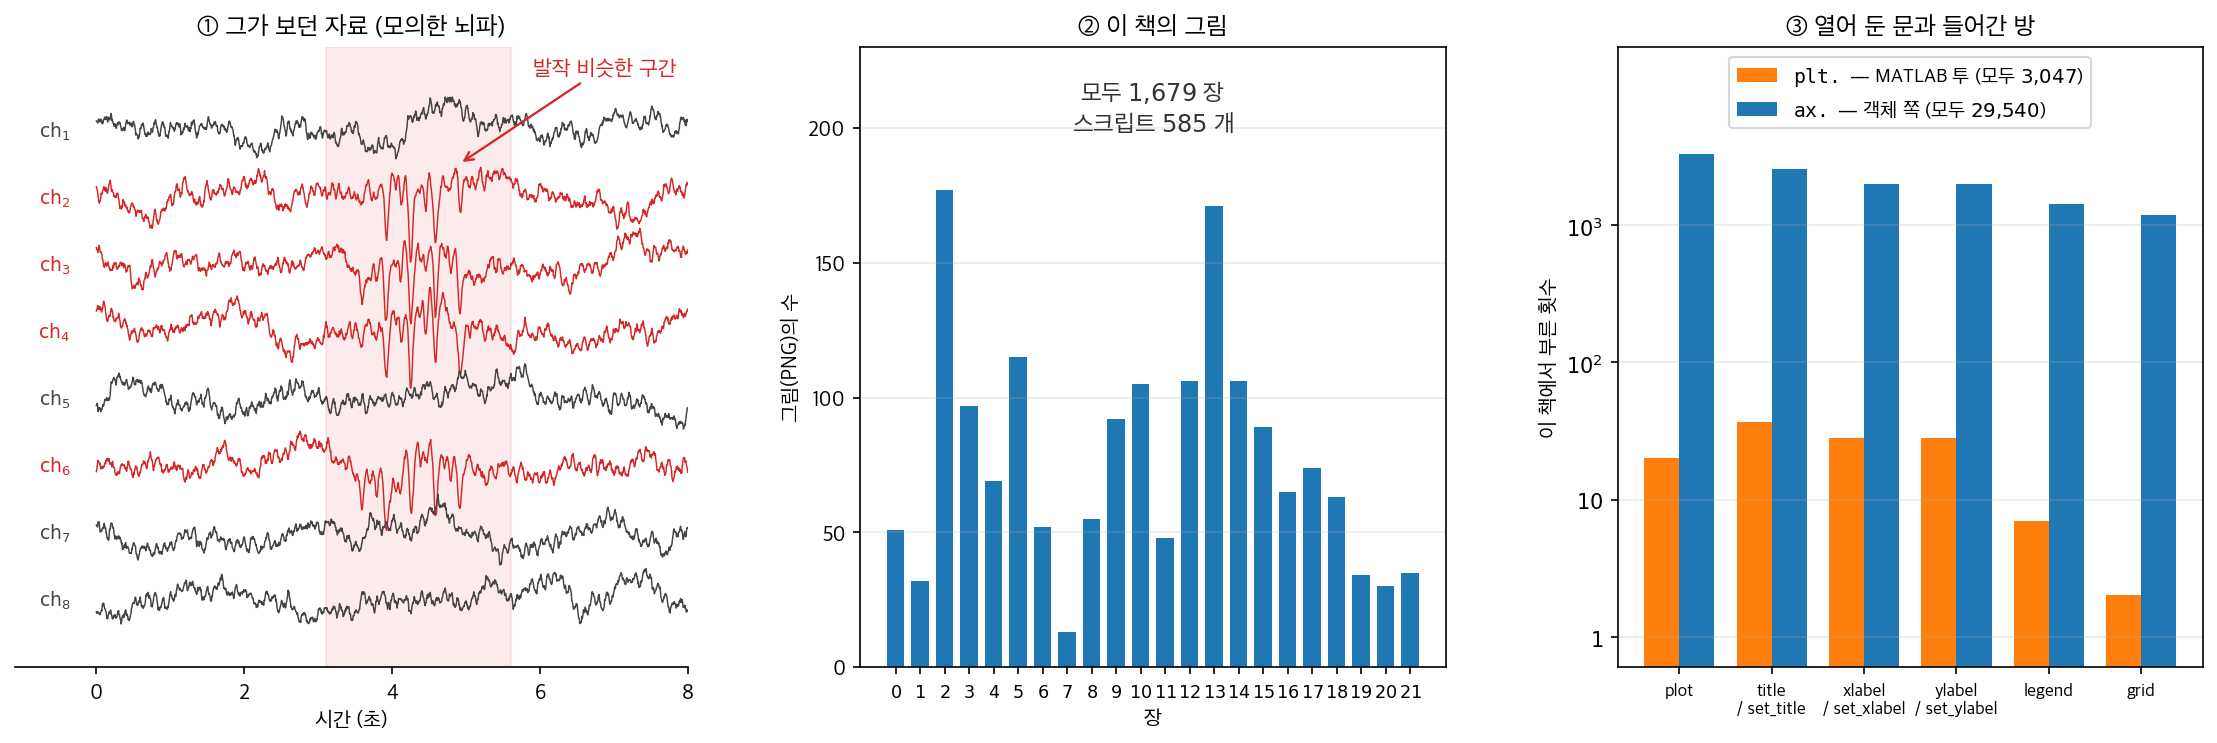 ① 그가 보던 자료 (모의한 뇌파)
발작 비슷한 구간
ch₁
ch₂
ch₃
ch₄
ch₅
ch₆
ch₇
ch₈
0 2 4 6 8
시간 (초)
② 이 책의 그림
모두 1,679 장
스크립트 585 개
그림(PNG)의 수
200
150
100
50
0
0 1 2 3 4 5 6 7 8 9 10 11 12 13 14 15 16 17 18 19 20 21
장
③ 열어 둔 문과 들어간 방
plt. — MATLAB 투 (모두 3,047)
ax. — 객체 쪽 (모두 29,540)
이 책에서 부른 횟수
10³
10²
10
1
plot title xlabel ylabel legend grid
/ set_title / set_xlabel / set_ylabel